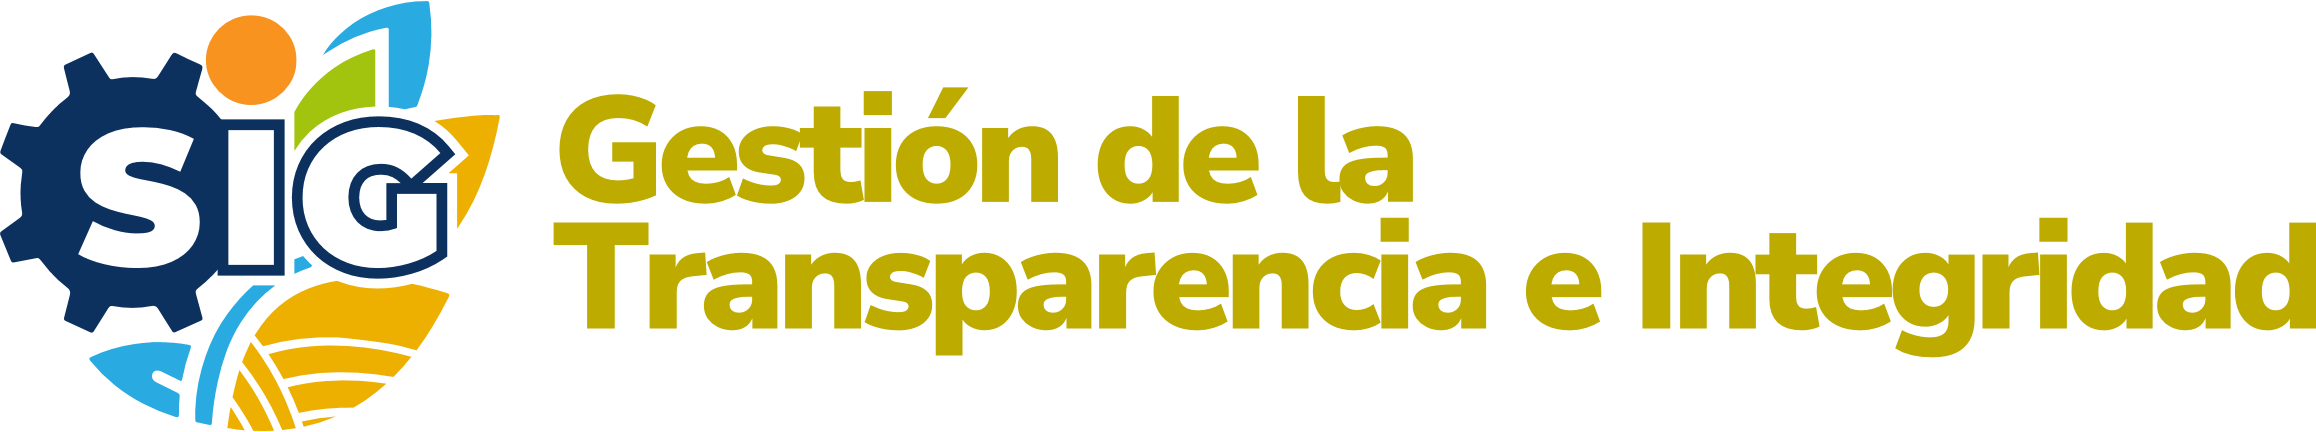 SIG
Gestión de la
Transparencia e Integridad